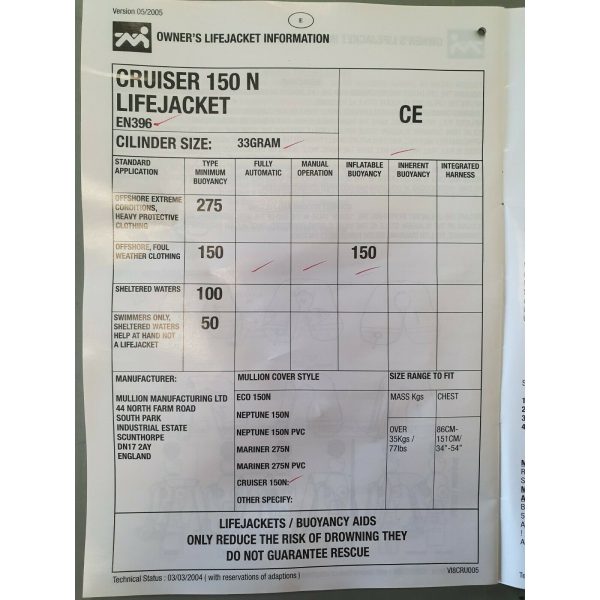 Version 05/2005
E
OWNER'S LIFEJACKET INFORMATION
CRUISER 150 N
LIFEJACKET
EN396
CE
CILINDER SIZE: 33GRAM
STANDARD APPLICATION
TYPE MINIMUM BUOYANCY
FULLY AUTOMATIC
MANUAL OPERATION
INFLATABLE BUOYANCY
INHERENT BUOYANCY
INTEGRATED HARNESS
OFFSHORE EXTREME
CONDITIONS,
HEAVY PROTECTIVE
CLOTHING
275
OFFSHORE, FOUL
WEATHER CLOTHING
150
150
SHELTERED WATERS
100
SWIMMERS ONLY,
SHELTERED WATERS
HELP AT HAND NOT
A LIFEJACKET
50
MANUFACTURER:
MULLION MANUFACTURING LTD
44 NORTH FARM ROAD
SOUTH PARK
INDUSTRIAL ESTATE
SCUNTHORPE
DN17 2AY
ENGLAND
MULLION COVER STYLE
ECO 150N
NEPTUNE 150N
NEPTUNE 150N PVC
MARINER 275N
MARINER 275N PVC
CRUISER 150N:
OTHER SPECIFY:
SIZE RANGE TO FIT
MASS Kgs
CHEST
OVER
35Kgs /
77lbs
86CM-
151CM/
34"-54"
LIFEJACKETS / BUOYANCY AIDS
ONLY REDUCE THE RISK OF DROWNING THEY
DO NOT GUARANTEE RESCUE
Technical Status : 03/03/2004 ( with reservations of adaptions )
VI8CRU005